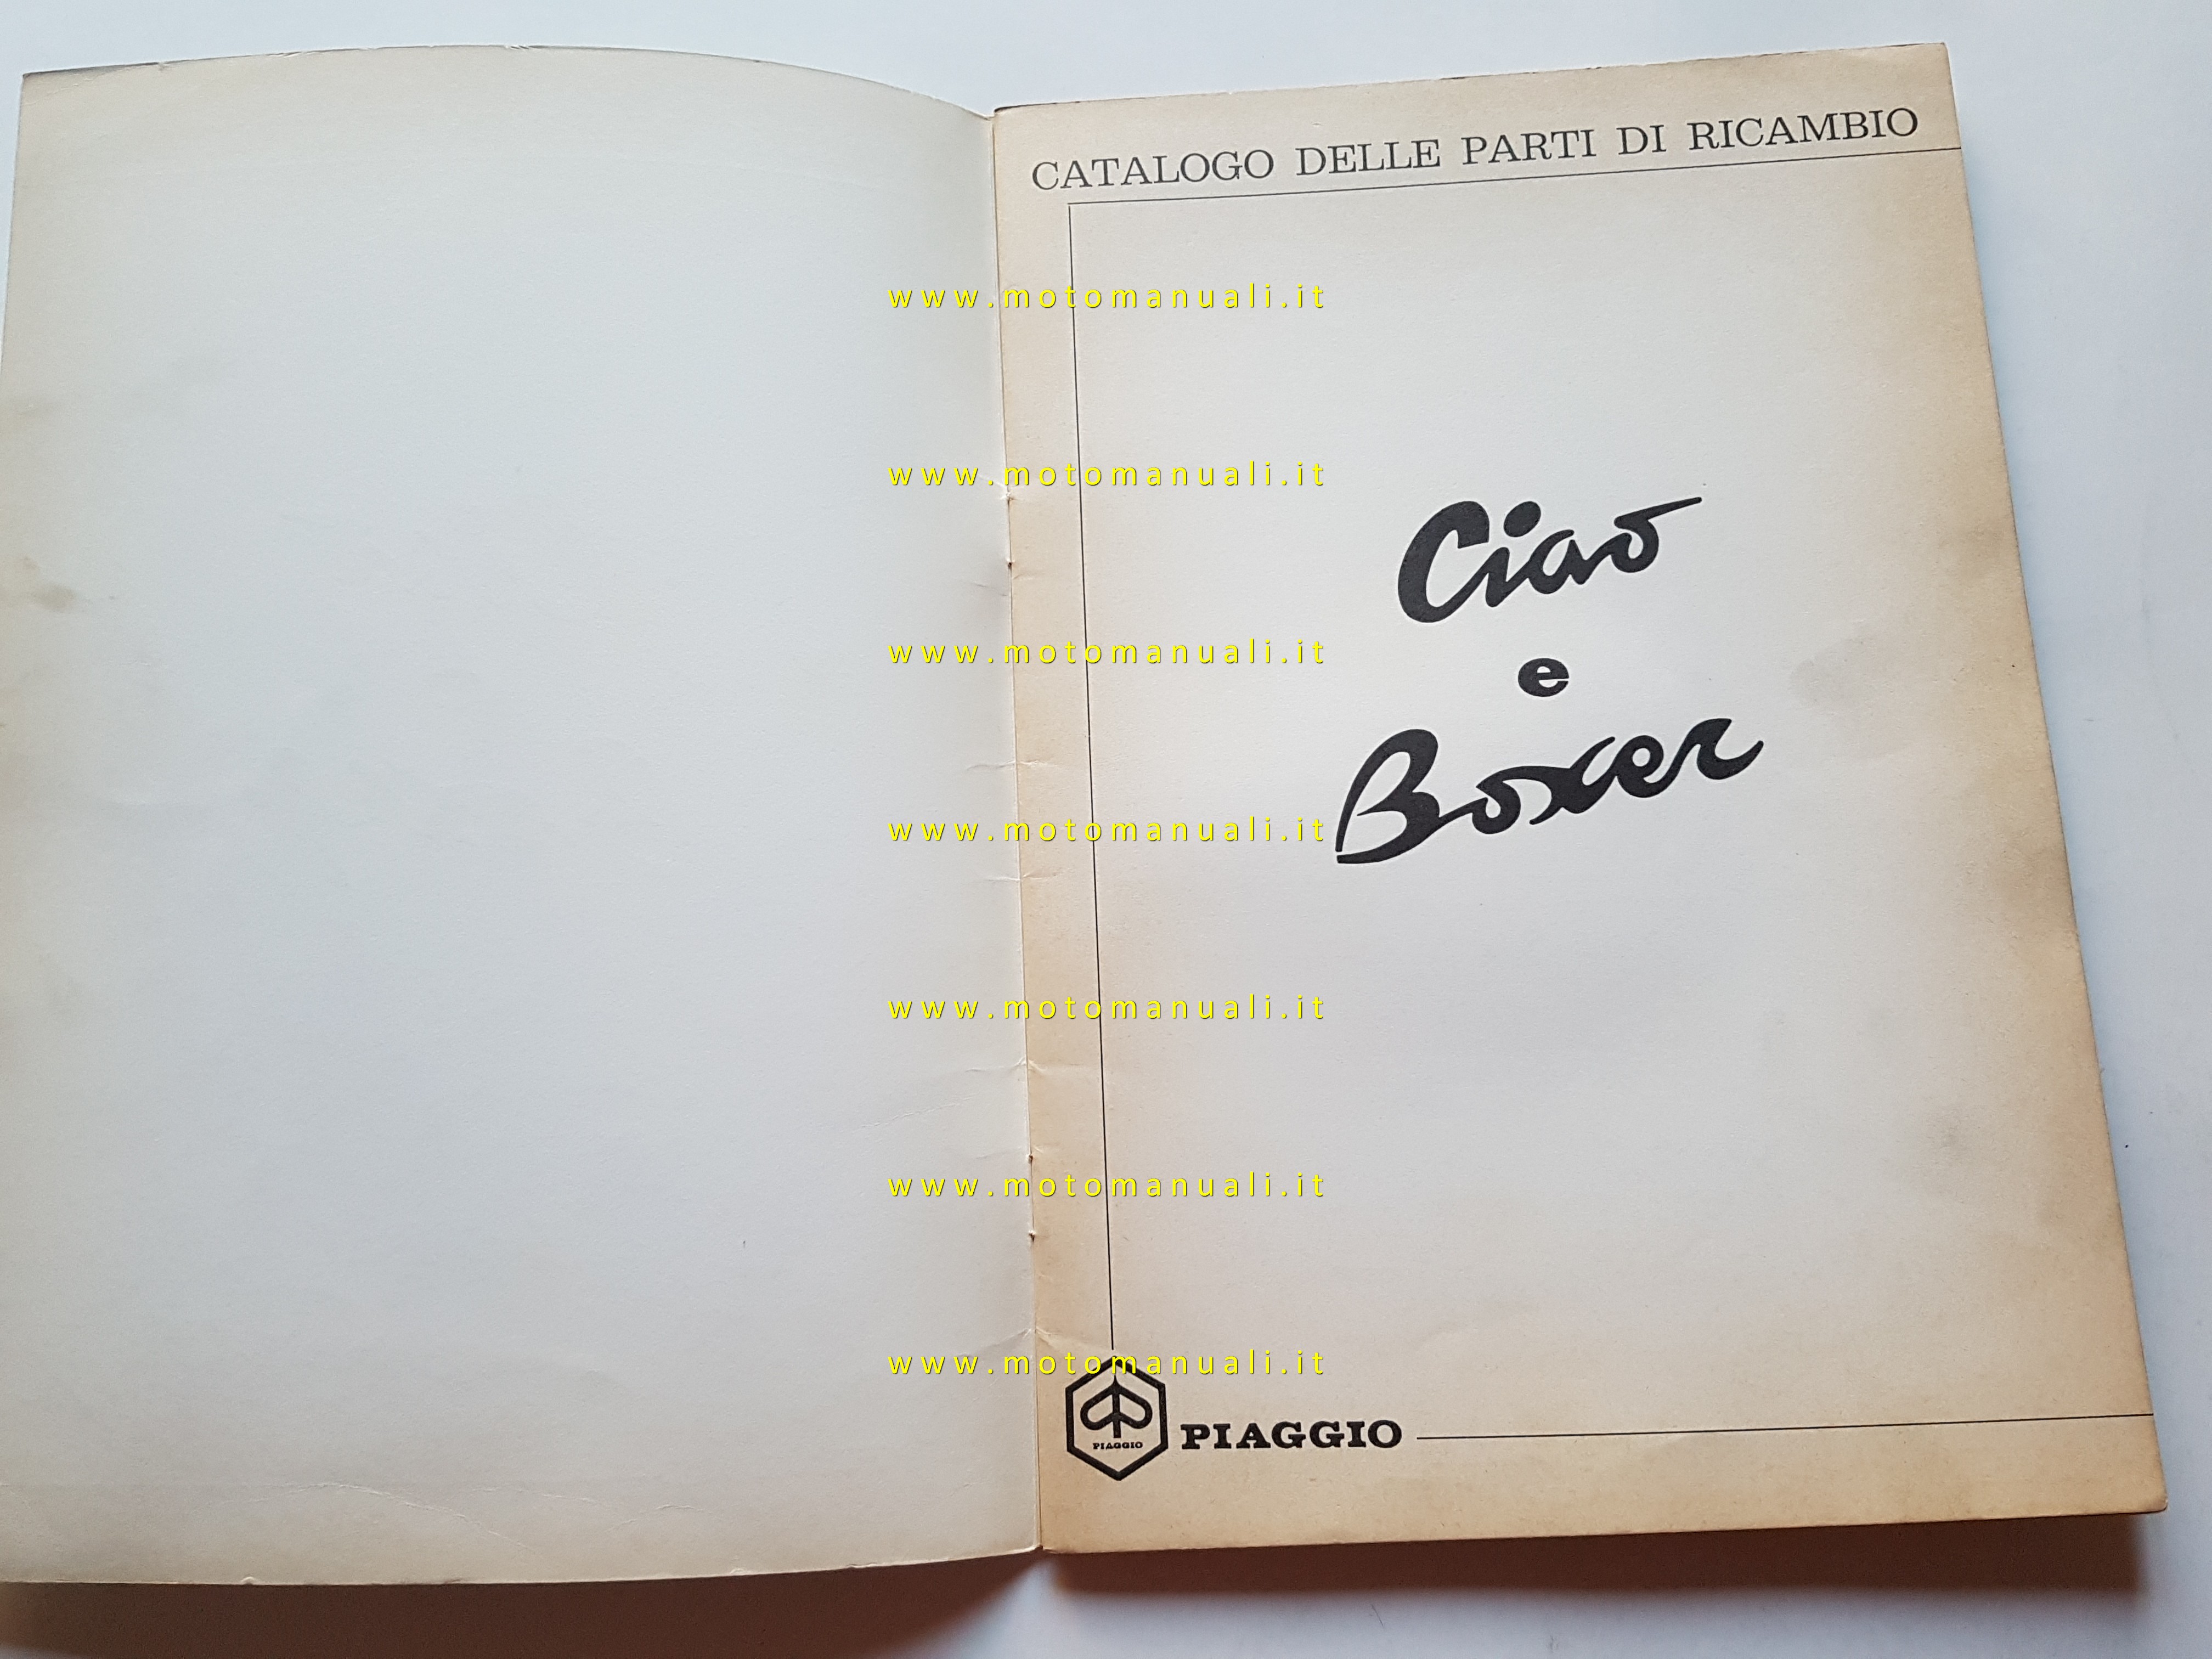 CATALOGO DELLE PARTI DI RICAMBIO
www.motomanuali.it
www.motomanuali.it
Ciao
www.motomanuali.it
e
www.motomanuali.it
Boxer
www.motomanuali.it
www.motomanuali.it
www.motomanuali.it
PIAGGIO
PIAGGIO